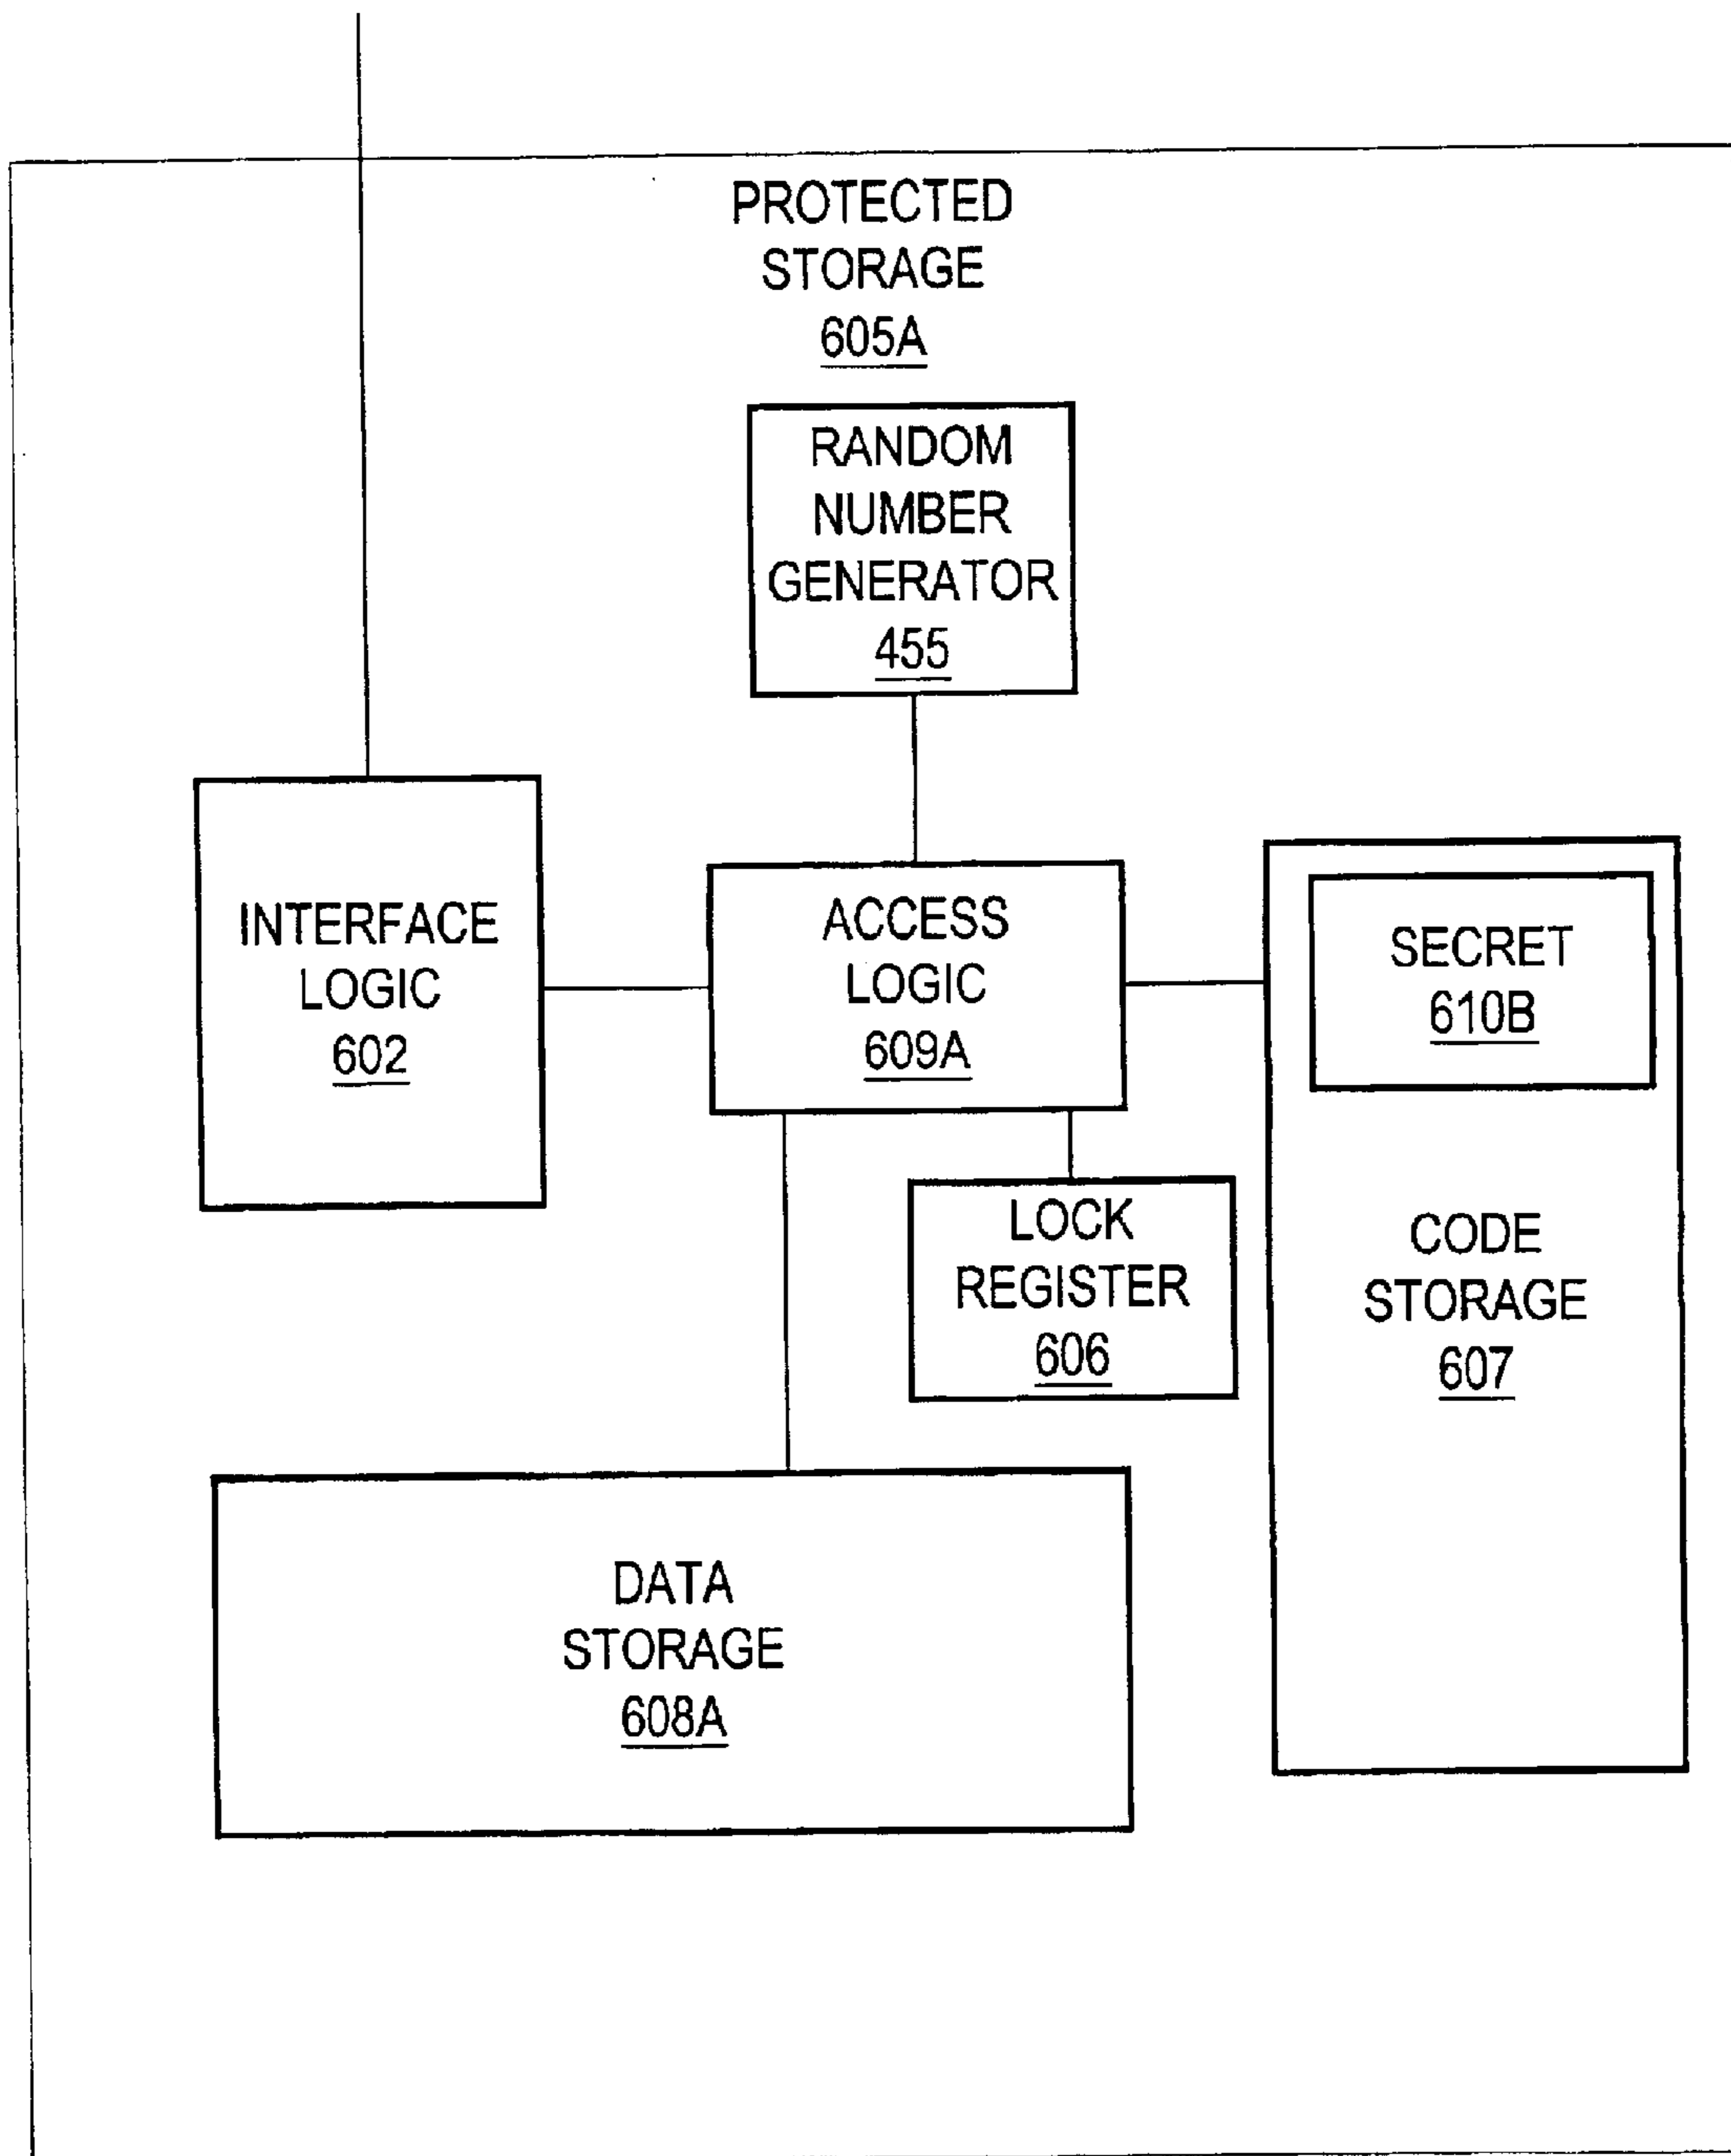 PROTECTED
STORAGE
605A
RANDOM
NUMBER
GENERATOR
455
INTERFACE
LOGIC
602
ACCESS
LOGIC
609A
SECRET
610B
LOCK
REGISTER
606
CODE
STORAGE
607
DATA
STORAGE
608A